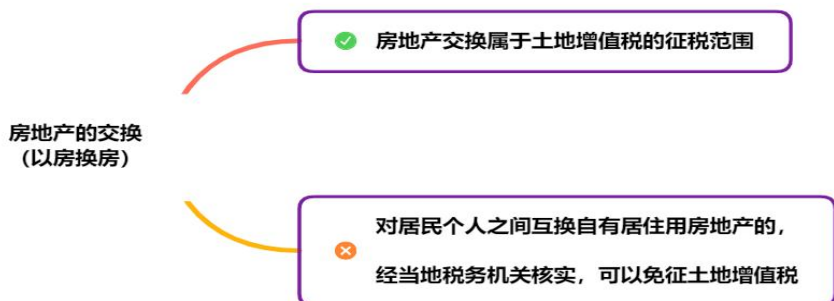 房地产交换属于土地增值税的征税范围
房地产的交换
（以房换房）
对居民个人之间互换自有居住用房地产的，
经当地税务机关核实，可以免征土地增值税